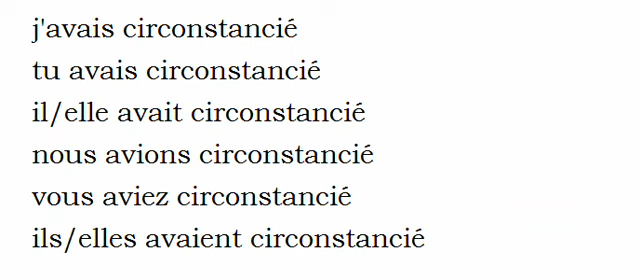 j'avais circonstancié
tu avais circonstancié
il/elle avait circonstancié
nous avions circonstancié
vous aviez circonstancié
ils/elles avaient circonstancié